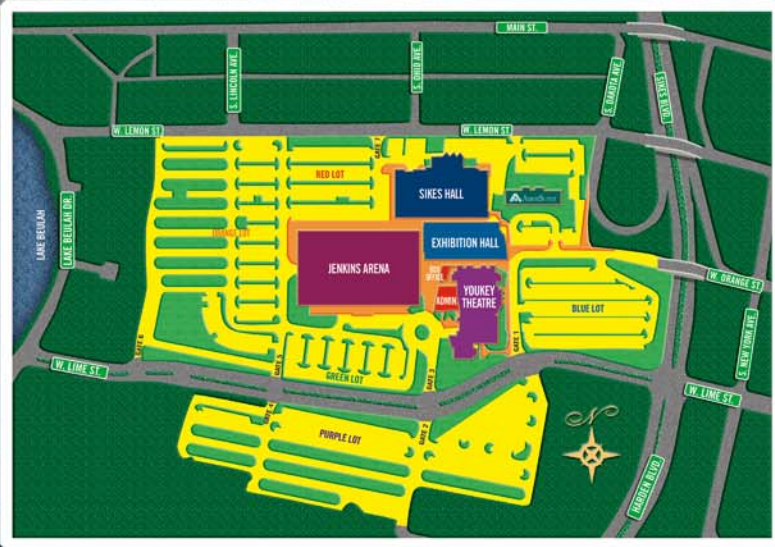 MAIN ST.
S. LINCOLN AVE.
S. OHIO AVE.
S. DAKOTA AVE.
SIKES BLVD.
W. LEMON ST.
W. LEMON ST.
GATE 7
RED LOT
SIKES HALL
LAKE BEULAH
LAKE BEULAH DR.
ORANGE LOT
EXHIBITION HALL
JENKINS ARENA
BOX
OFFICE
ADMIN
YOUKEY
THEATRE
BLUE LOT
W. ORANGE ST.
S. NEW YORK AVE.
GATE 6
GATE 5
GREEN LOT
GATE 3
GATE 1
W. LIME ST.
W. LIME ST.
GATE 4
GATE 2
PURPLE LOT
N
HARDEN BLVD.